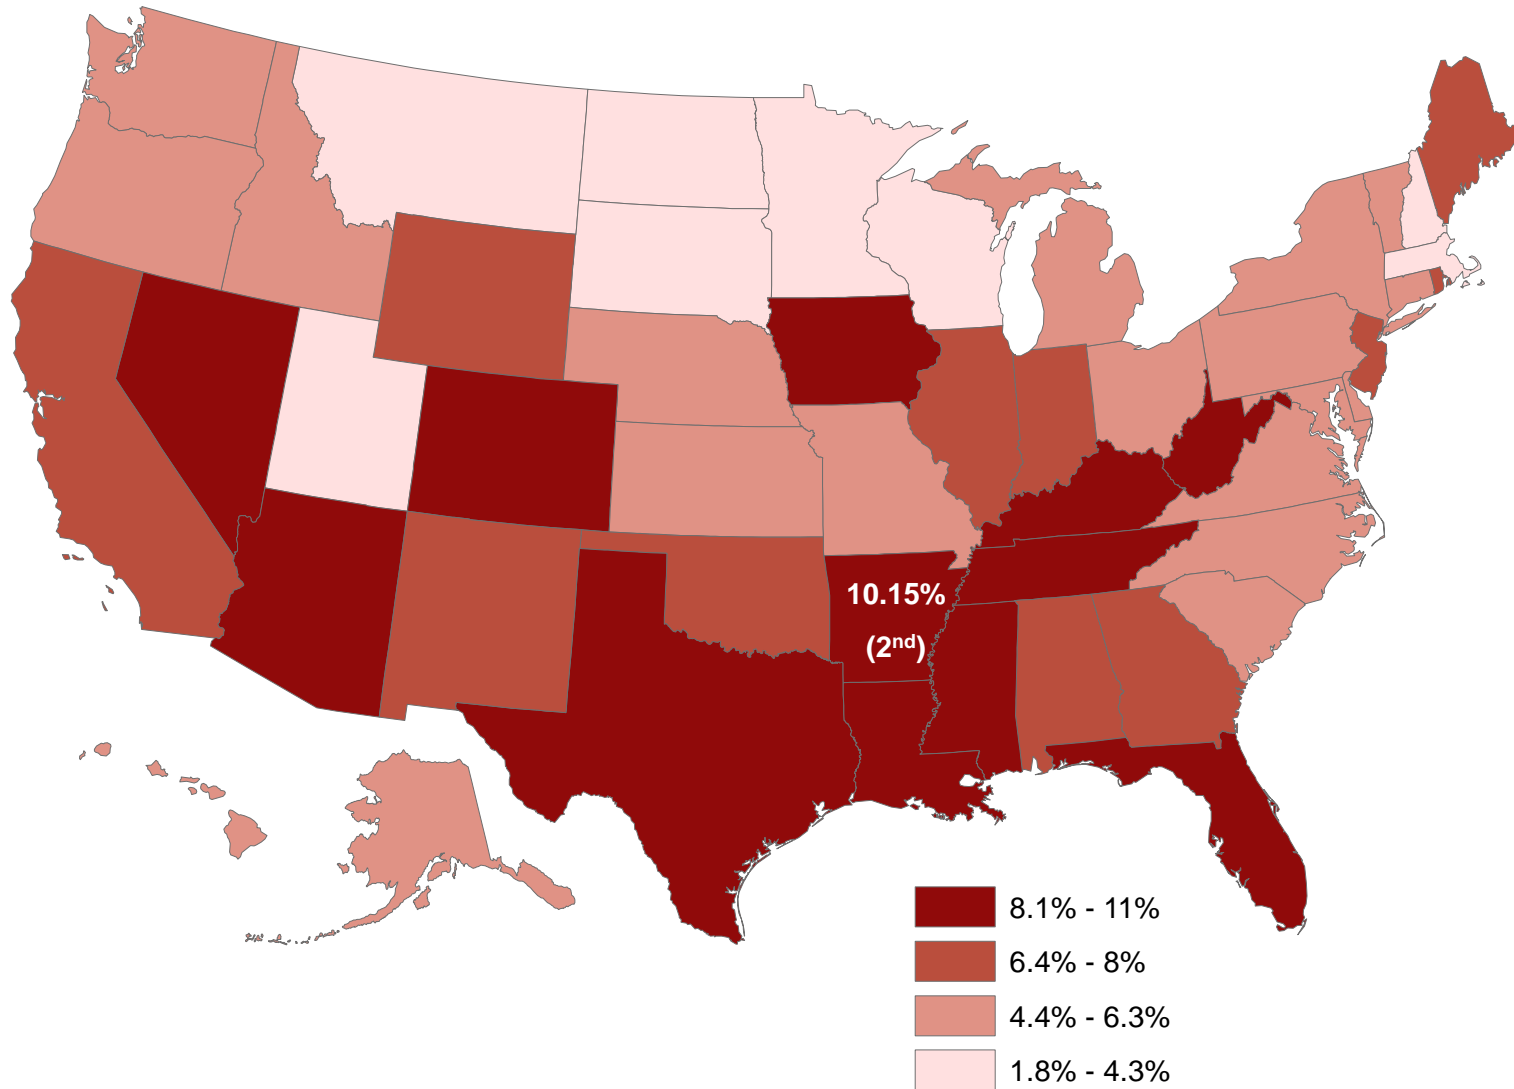 10.15%
(2nd)
8.1% - 11%
6.4% - 8%
4.4% - 6.3%
1.8% - 4.3%